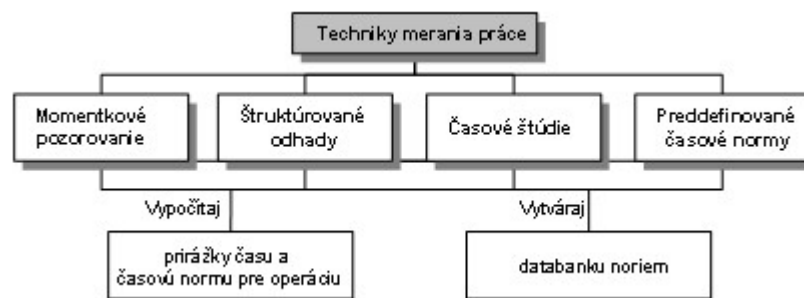 Techniky merania práce
Momentkové
pozorovanie
Štruktúrované
odhady
Časové štúdie
Preddefinované
časové normy
Vypočítaj
Vytváraj
prirážky času a
časovú normu pre operáciu
databanku noriem